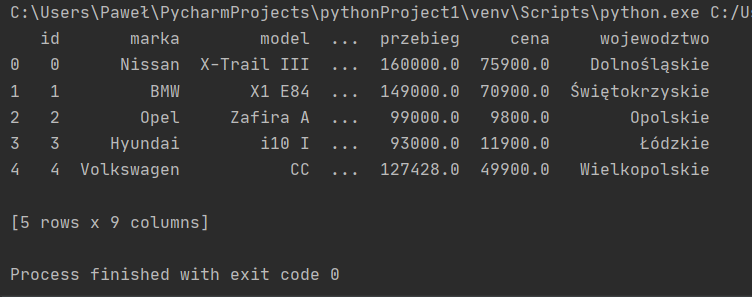 C:\Users\Paweł\PycharmProjects\pythonProject1\venv\Scripts\python.exe C:/U
id marka model ... przebieg cena wojewodztwo
0 0 Nissan X-Trail III ... 160000.0 75900.0 Dolnośląskie
1 1 BMW X1 E84 ... 149000.0 70900.0 Świętokrzyskie
2 2 Opel Zafira A ... 99000.0 9800.0 Opolskie
3 3 Hyundai i10 I ... 93000.0 11900.0 Łódzkie
4 4 Volkswagen CC ... 127428.0 49900.0 Wielkopolskie
[5 rows x 9 columns]
Process finished with exit code 0